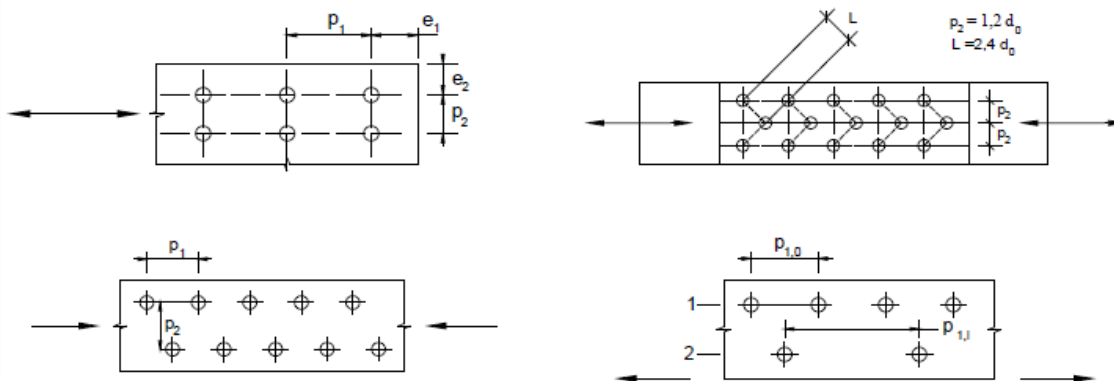 p₁
e₁
e₂
p₂
L
p₂ = 1,2 d₀
L =2,4 d₀
p₂
p₂
p₁
p₂
p₁,₀
1
p₁,ᵢ
2